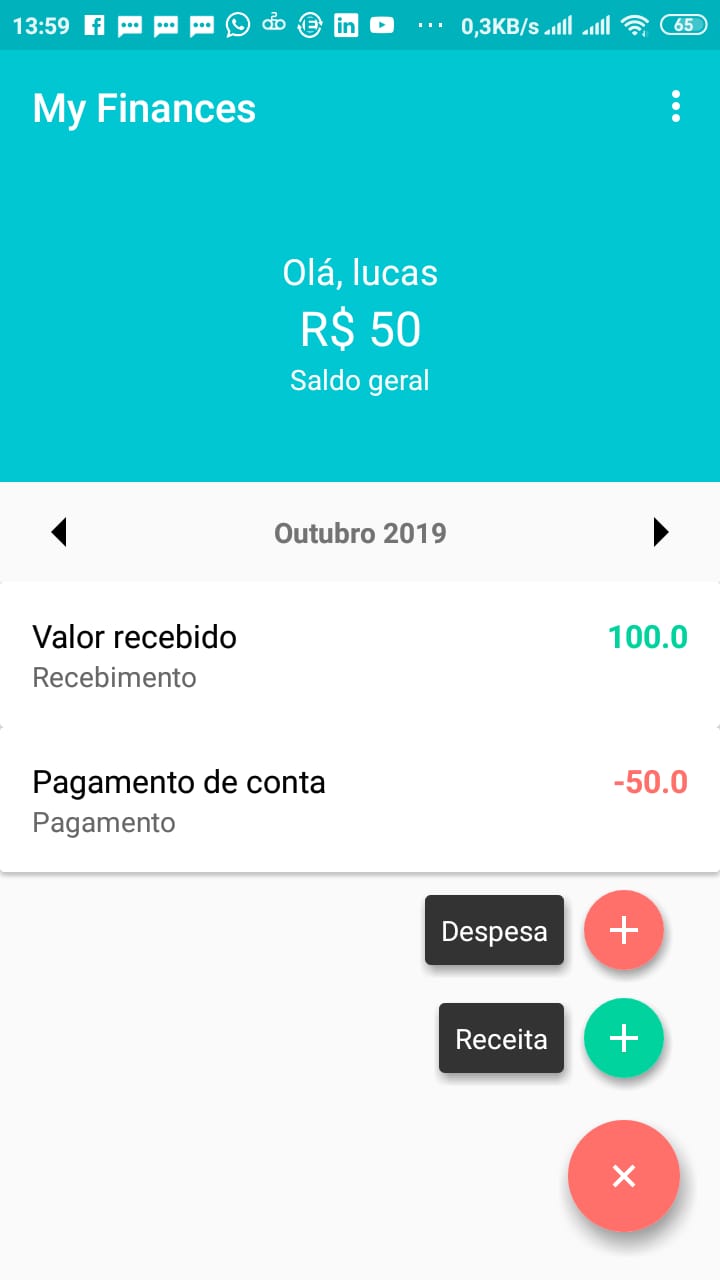 13:59 0,3KB/s 65
My Finances
Olá, lucas
R$ 50
Saldo geral
Outubro 2019
Valor recebido 100.0
Recebimento
Pagamento de conta -50.0
Pagamento
Despesa
Receita